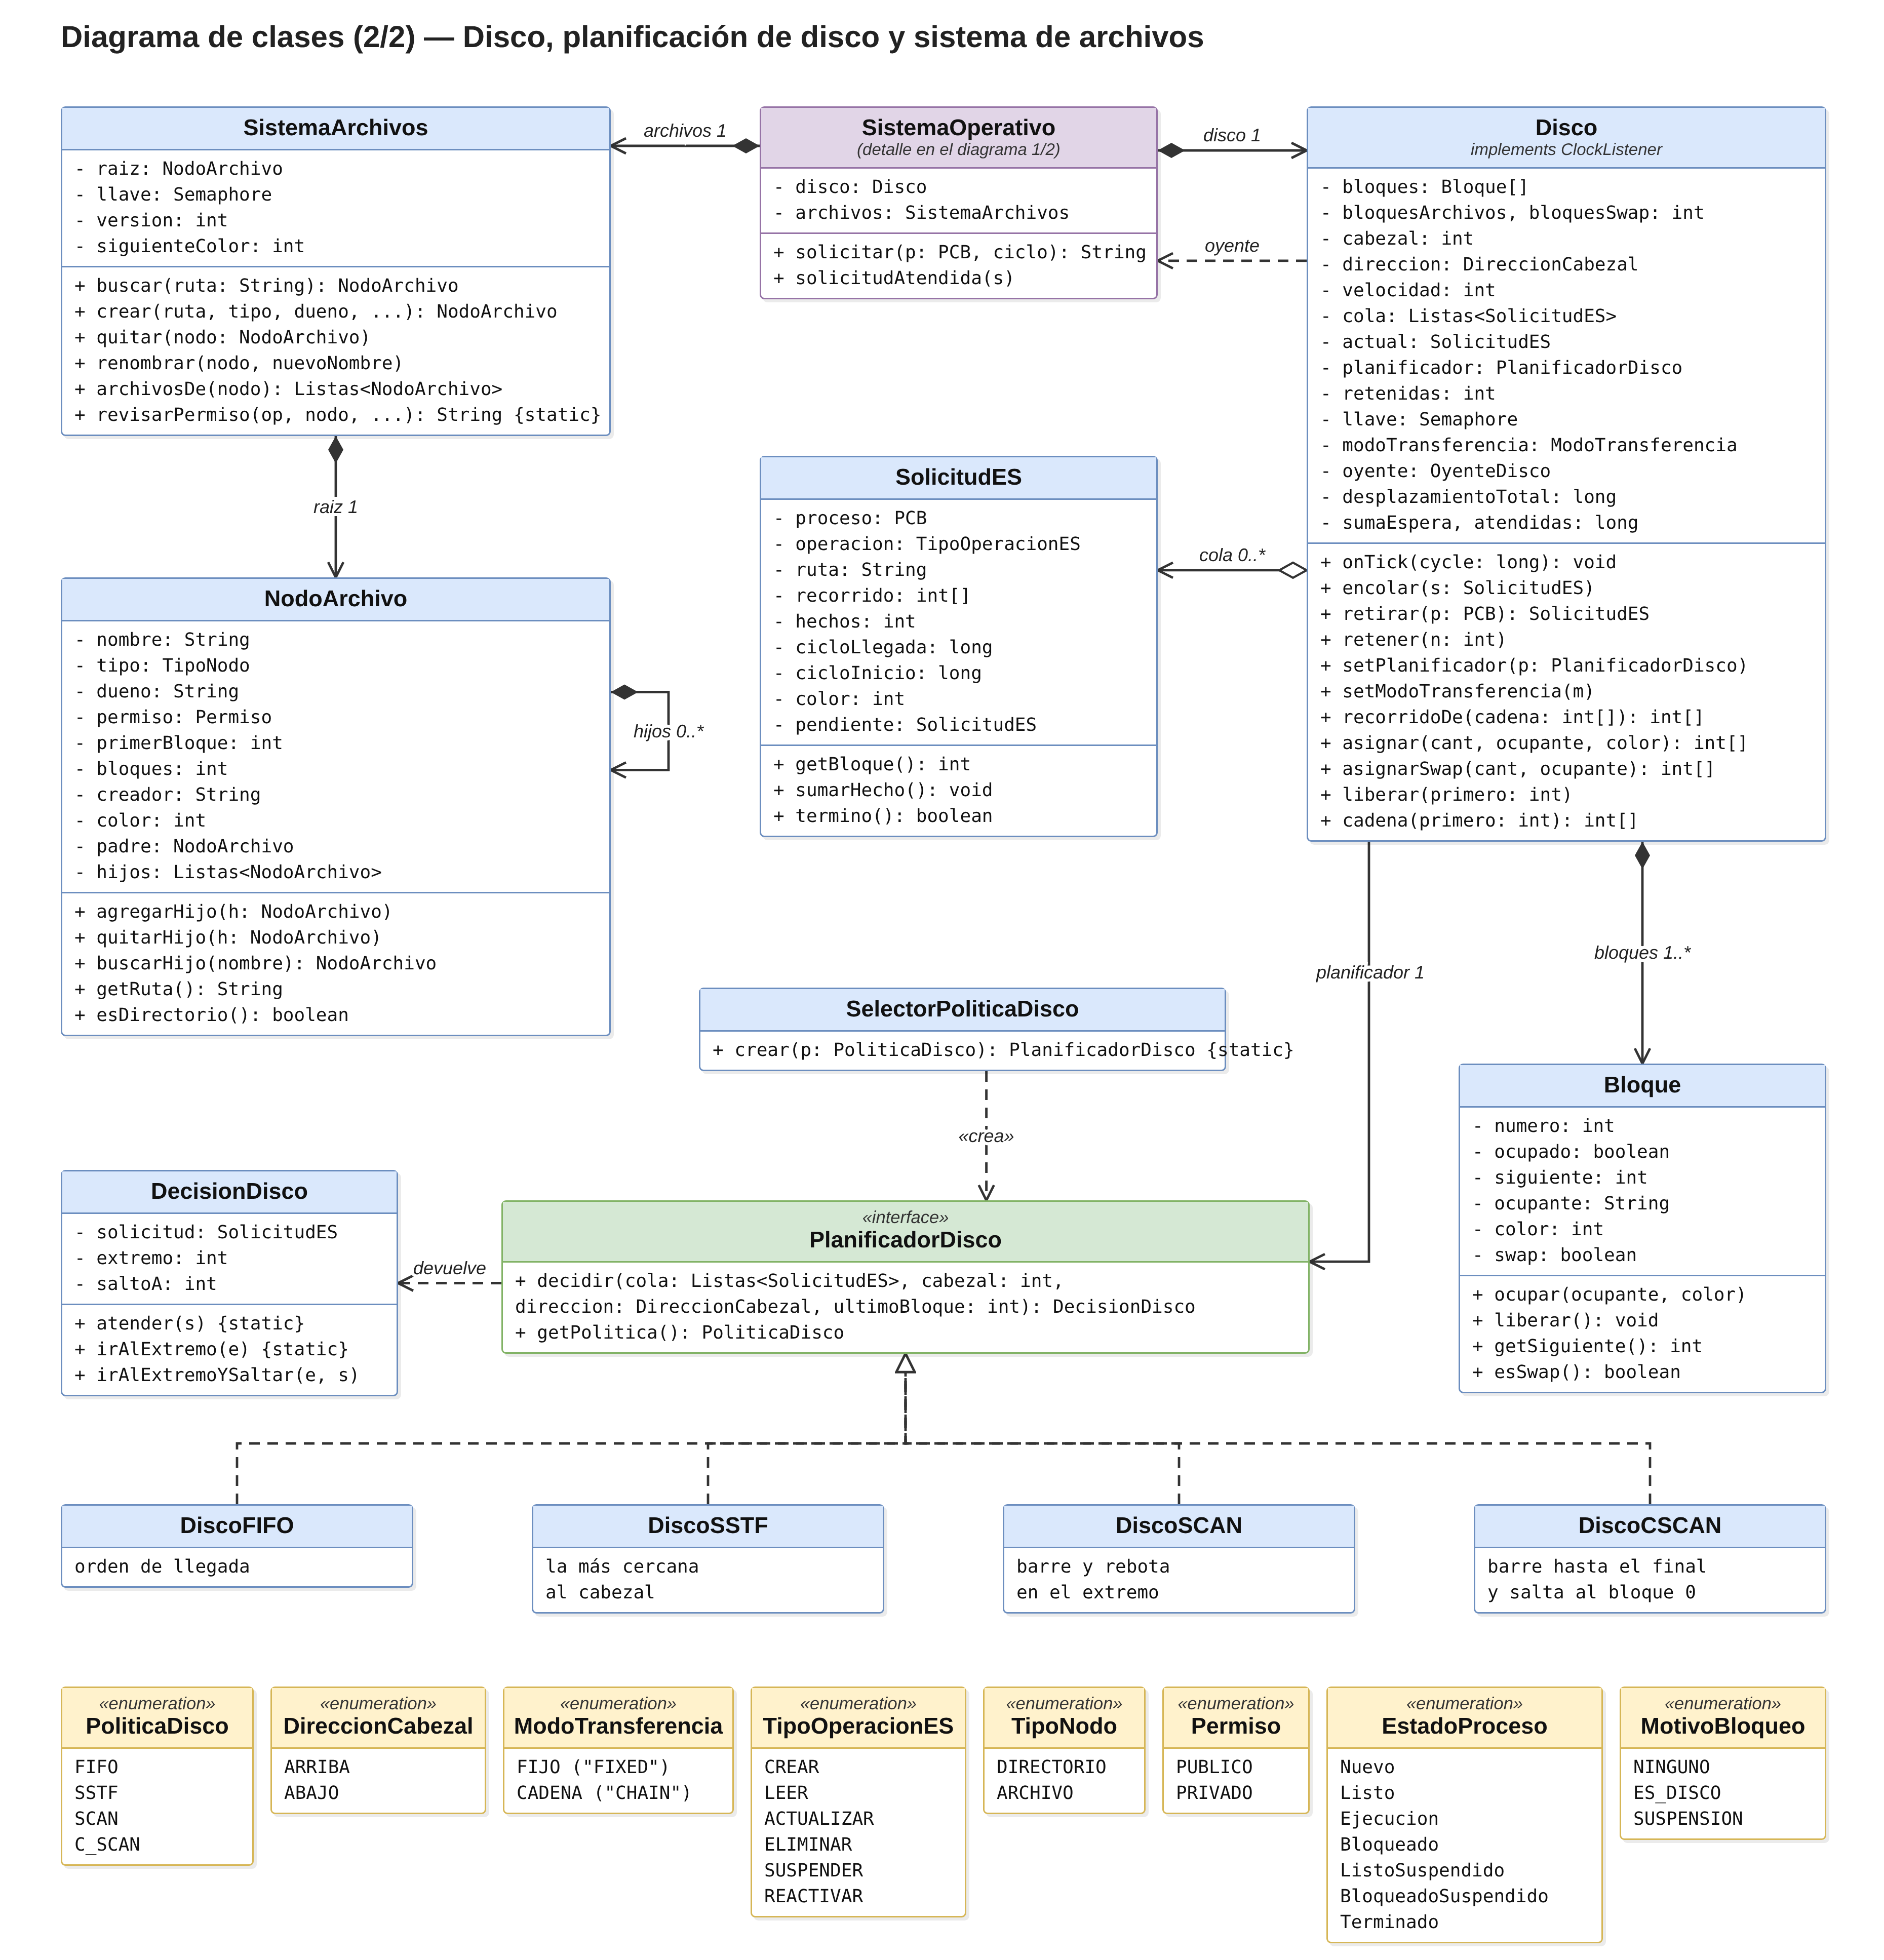 Diagrama de clases (2/2) — Disco, planificación de disco y sistema de archivos
SistemaArchivos
- raiz: NodoArchivo
- llave: Semaphore
- version: int
- siguienteColor: int
+ buscar(ruta: String): NodoArchivo
+ crear(ruta, tipo, dueno, ...): NodoArchivo
+ quitar(nodo: NodoArchivo)
+ renombrar(nodo, nuevoNombre)
+ archivosDe(nodo): Listas<NodoArchivo>
+ revisarPermiso(op, nodo, ...): String {static}
archivos 1
SistemaOperativo
(detalle en el diagrama 1/2)
- disco: Disco
- archivos: SistemaArchivos
+ solicitar(p: PCB, ciclo): String
+ solicitudAtendida(s)
disco 1
oyente
Disco
implements ClockListener
- bloques: Bloque[]
- bloquesArchivos, bloquesSwap: int
- cabezal: int
- direccion: DireccionCabezal
- velocidad: int
- cola: Listas<SolicitudES>
- actual: SolicitudES
- planificador: PlanificadorDisco
- retenidas: int
- llave: Semaphore
- modoTransferencia: ModoTransferencia
- oyente: OyenteDisco
- desplazamientoTotal: long
- sumaEspera, atendidas: long
+ onTick(cycle: long): void
+ encolar(s: SolicitudES)
+ retirar(p: PCB): SolicitudES
+ retener(n: int)
+ setPlanificador(p: PlanificadorDisco)
+ setModoTransferencia(m)
+ recorridoDe(cadena: int[]): int[]
+ asignar(cant, ocupante, color): int[]
+ asignarSwap(cant, ocupante): int[]
+ liberar(primero: int)
+ cadena(primero: int): int[]
raiz 1
SolicitudES
- proceso: PCB
- operacion: TipoOperacionES
- ruta: String
- recorrido: int[]
- hechos: int
- cicloLlegada: long
- cicloInicio: long
- color: int
- pendiente: SolicitudES
+ getBloque(): int
+ sumarHecho(): void
+ termino(): boolean
cola 0..*
NodoArchivo
- nombre: String
- tipo: TipoNodo
- dueno: String
- permiso: Permiso
- primerBloque: int
- bloques: int
- creador: String
- color: int
- padre: NodoArchivo
- hijos: Listas<NodoArchivo>
+ agregarHijo(h: NodoArchivo)
+ quitarHijo(h: NodoArchivo)
+ buscarHijo(nombre): NodoArchivo
+ getRuta(): String
+ esDirectorio(): boolean
hijos 0..*
planificador 1
bloques 1..*
SelectorPoliticaDisco
+ crear(p: PoliticaDisco): PlanificadorDisco {static}
«crea»
Bloque
- numero: int
- ocupado: boolean
- siguiente: int
- ocupante: String
- color: int
- swap: boolean
+ ocupar(ocupante, color)
+ liberar(): void
+ getSiguiente(): int
+ esSwap(): boolean
DecisionDisco
- solicitud: SolicitudES
- extremo: int
- saltoA: int
+ atender(s) {static}
+ irAlExtremo(e) {static}
+ irAlExtremoYSaltar(e, s)
devuelve
«interface»
PlanificadorDisco
+ decidir(cola: Listas<SolicitudES>, cabezal: int,
direccion: DireccionCabezal, ultimoBloque: int): DecisionDisco
+ getPolitica(): PoliticaDisco
DiscoFIFO
orden de llegada
DiscoSSTF
la más cercana
al cabezal
DiscoSCAN
barre y rebota
en el extremo
DiscoCSCAN
barre hasta el final
y salta al bloque 0
«enumeration»
PoliticaDisco
FIFO
SSTF
SCAN
C_SCAN
«enumeration»
DireccionCabezal
ARRIBA
ABAJO
«enumeration»
ModoTransferencia
FIJO ("FIXED")
CADENA ("CHAIN")
«enumeration»
TipoOperacionES
CREAR
LEER
ACTUALIZAR
ELIMINAR
SUSPENDER
REACTIVAR
«enumeration»
TipoNodo
DIRECTORIO
ARCHIVO
«enumeration»
Permiso
PUBLICO
PRIVADO
«enumeration»
EstadoProceso
Nuevo
Listo
Ejecucion
Bloqueado
ListoSuspendido
BloqueadoSuspendido
Terminado
«enumeration»
MotivoBloqueo
NINGUNO
ES_DISCO
SUSPENSION